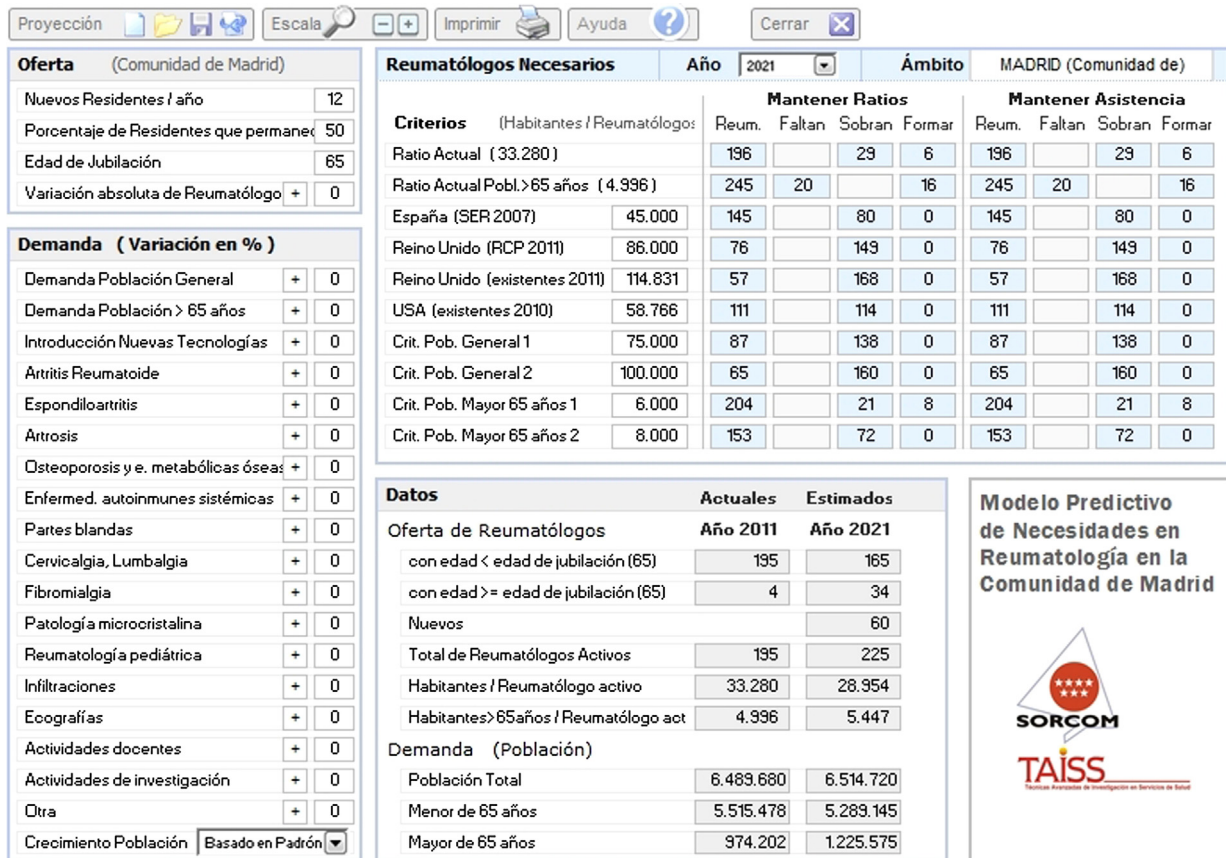 Proyección Escala Imprimir Ayuda Cerrar
Oferta (Comunidad de Madrid)
Nuevos Residentes / año 12
Porcentaje de Residentes que permanec 50
Edad de Jubilación 65
Variación absoluta de Reumatólogo + 0
Demanda ( Variación en % )
Demanda Población General + 0
Demanda Población > 65 años + 0
Introducción Nuevas Tecnologías + 0
Artritis Reumatoide + 0
Espondiloartritis + 0
Artrosis + 0
Osteoporosis y e. metabólicas óseas + 0
Enfermed. autoinmunes sistémicas + 0
Partes blandas + 0
Cervicalgia, Lumbalgia + 0
Fibromialgia + 0
Patología microcristalina + 0
Reumatología pediátrica + 0
Infiltraciones + 0
Ecografías + 0
Actividades docentes + 0
Actividades de investigación + 0
Otra + 0
Crecimiento Población Basado en Padrón
Reumatólogos Necesarios Año 2021 Ámbito MADRID (Comunidad de)
Mantener Ratios Mantener Asistencia
Criterios (Habitantes / Reumatólogos Reum. Faltan Sobran Formar Reum. Faltan Sobran Formar
Ratio Actual ( 33.280 ) 196 29 6 196 29 6
Ratio Actual Pobl.>65 años ( 4.996 ) 245 20 16 245 20 16
España (SER 2007) 45.000 145 80 0 145 80 0
Reino Unido (RCP 2011) 86.000 76 149 0 76 149 0
Reino Unido (existentes 2011) 114.831 57 168 0 57 168 0
USA (existentes 2010) 58.766 111 114 0 111 114 0
Crit. Pob. General 1 75.000 87 138 0 87 138 0
Crit. Pob. General 2 100.000 65 160 0 65 160 0
Crit. Pob. Mayor 65 años 1 6.000 204 21 8 204 21 8
Crit. Pob. Mayor 65 años 2 8.000 153 72 0 153 72 0
Datos Actuales Estimados
Oferta de Reumatólogos Año 2011 Año 2021
con edad < edad de jubilación (65) 195 165
con edad >= edad de jubilación (65) 4 34
Nuevos 60
Total de Reumatólogos Activos 195 225
Habitantes / Reumatólogo activo 33.280 28.954
Habitantes>65años / Reumatólogo act 4.996 5.447
Demanda (Población)
Población Total 6.489.680 6.514.720
Menor de 65 años 5.515.478 5.289.145
Mayor de 65 años 974.202 1.225.575
Modelo Predictivo
de Necesidades en
Reumatología en la
Comunidad de Madrid
SORCOM
TAISS
Técnicas Avanzadas de Investigación en Servicios de Salud